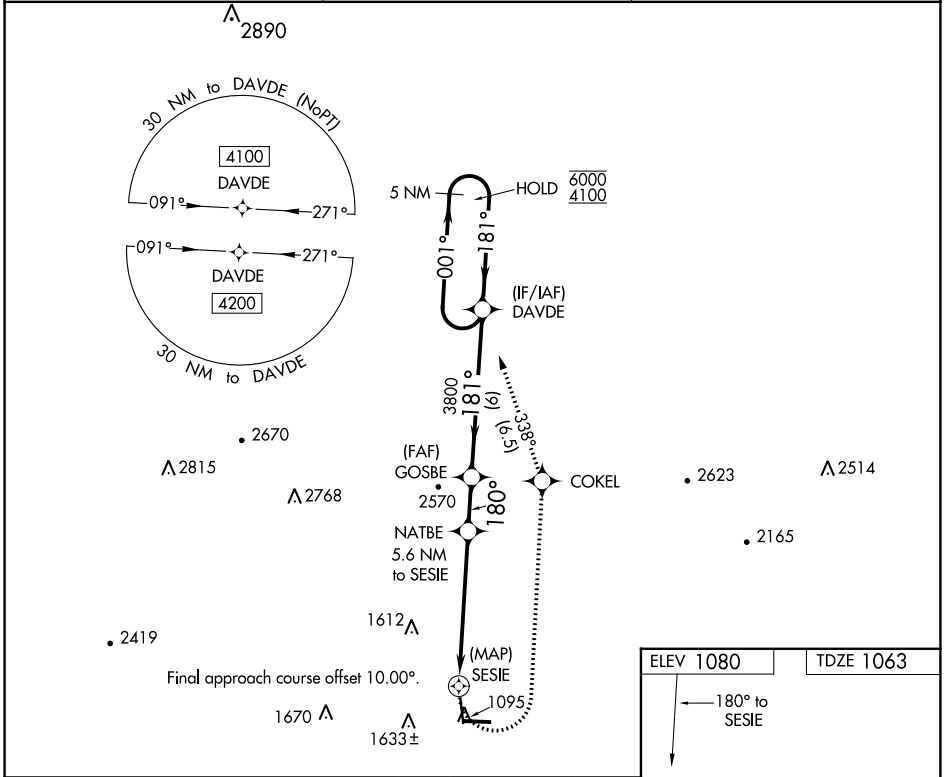 2890
30 NM to DAVDE (NoPT)
4100
DAVDE
091°
271°
091°
271°
DAVDE
4200
30 NM to DAVDE
5 NM
HOLD
6000
4100
001°
181°
(IF/IAF)
DAVDE
3800
181°
(6)
338°
(6.5)
2670
2815
2768
(FAF)
GOSBE
2570
180°
COKEL
2623
2514
NATBE
5.6 NM
to SESIE
2165
1612
2419
(MAP)
SESIE
Final approach course offset 10.00°.
1095
1670
1633±
ELEV 1080
TDZE 1063
180° to
SESIE